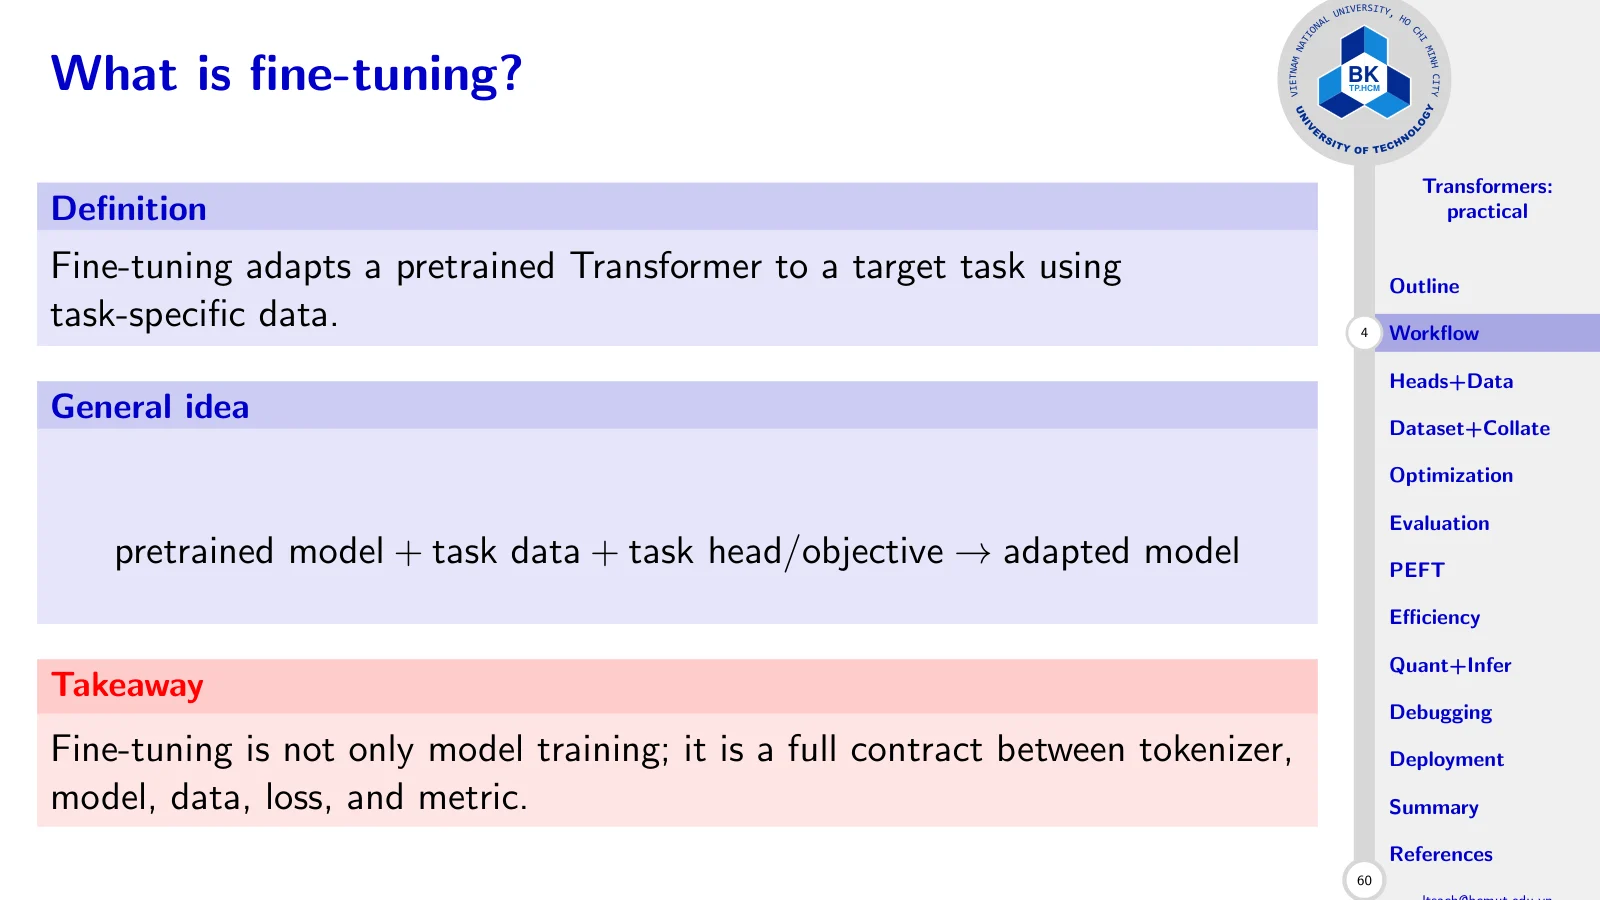 What is fine-tuning?
Definition
Fine-tuning adapts a pretrained Transformer to a target task using
task-specific data.
General idea
pretrained model + task data + task head/objective → adapted model
Takeaway
Fine-tuning is not only model training; it is a full contract between tokenizer,
model, data, loss, and metric.
VIETNAM NATIONAL UNIVERSITY, HO CHI MINH CITY
BK
TP.HCM
UNIVERSITY OF TECHNOLOGY
Transformers:
practical
Outline
4
Workflow
Heads+Data
Dataset+Collate
Optimization
Evaluation
PEFT
Efficiency
Quant+Infer
Debugging
Deployment
Summary
References
60